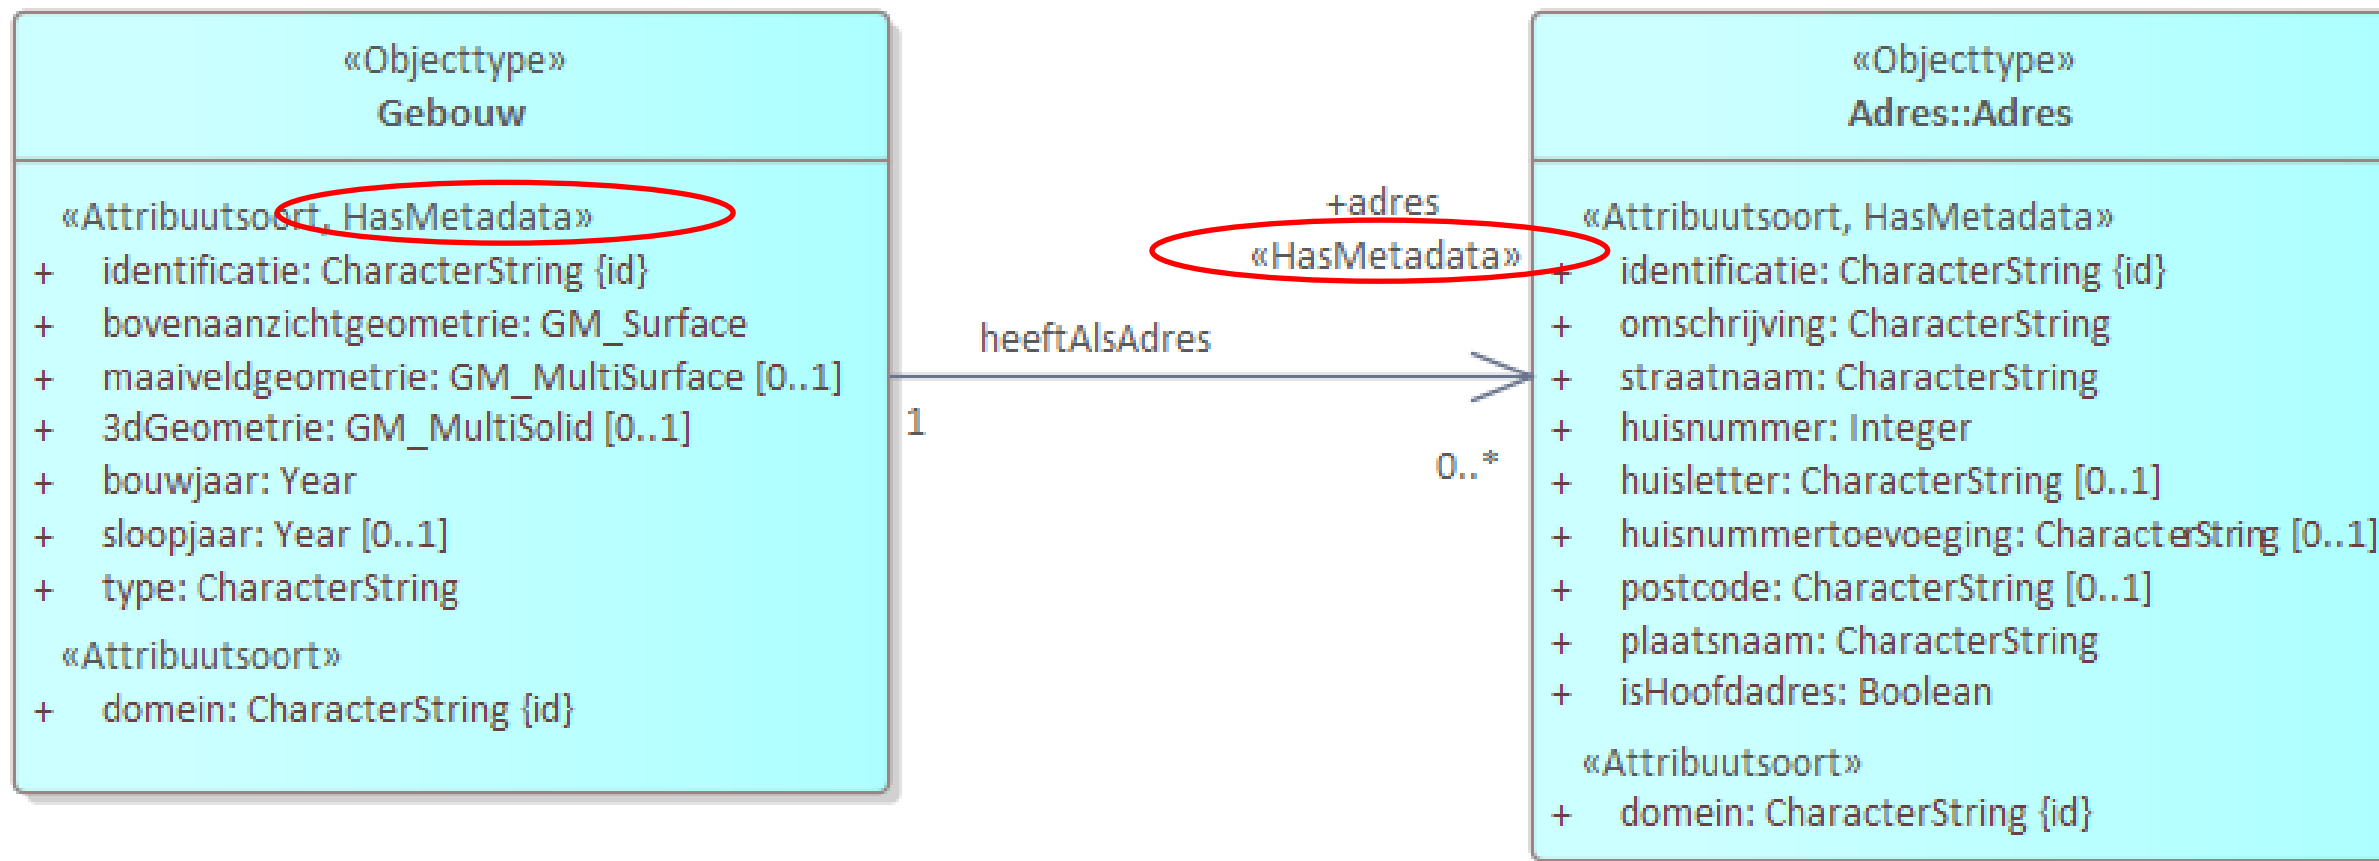 «Objecttype»
Gebouw
«Attribuutsoort, HasMetadata»
+ identificatie: CharacterString {id}
+ bovenaanzichtgeometrie: GM_Surface
+ maaiveldgeometrie: GM_MultiSurface [0..1]
+ 3dGeometrie: GM_MultiSolid [0..1]
+ bouwjaar: Year
+ sloopjaar: Year [0..1]
+ type: CharacterString
«Attribuutsoort»
+ domein: CharacterString {id}
+adres
«HasMetadata»
heeftAlsAdres
1
0..*
«Objecttype»
Adres::Adres
«Attribuutsoort, HasMetadata»
+ identificatie: CharacterString {id}
+ omschrijving: CharacterString
+ straatnaam: CharacterString
+ huisnummer: Integer
+ huisletter: CharacterString [0..1]
+ huisnummertoevoeging: CharacterString [0..1]
+ postcode: CharacterString [0..1]
+ plaatsnaam: CharacterString
+ isHoofdadres: Boolean
«Attribuutsoort»
+ domein: CharacterString {id}